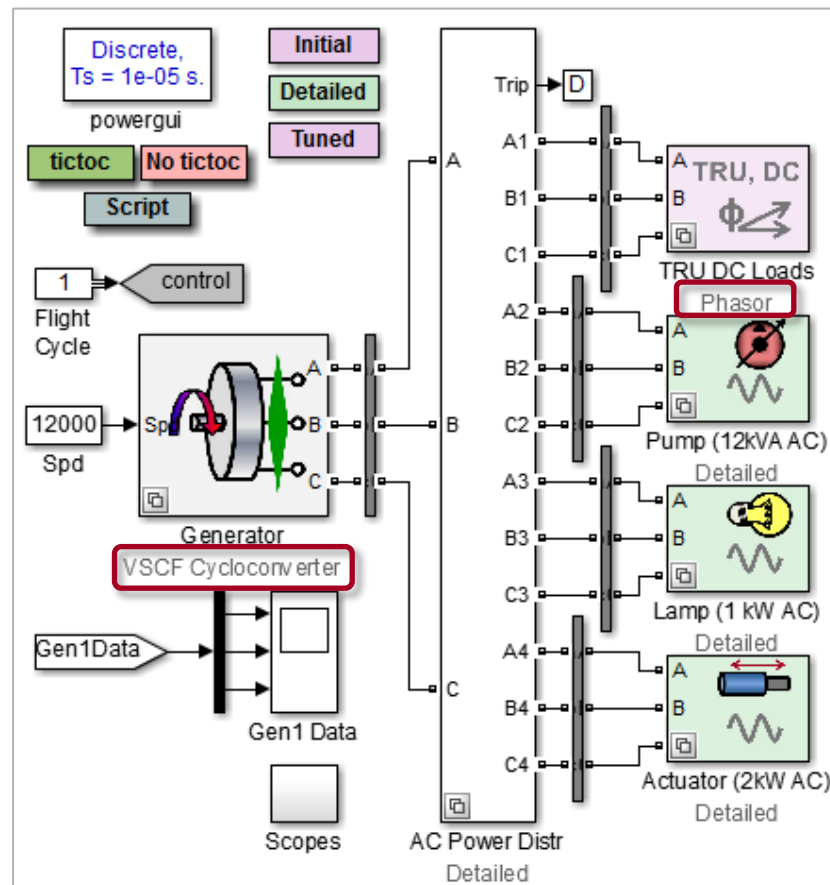 Discrete,
Ts = 1e-05 s.
powergui
Initial
Detailed
Tuned
tictoc
No tictoc
Script
1
control
Flight
Cycle
12000
Spd
Sp
A
B
C
Generator
VSCF Cycloconverter
Gen1Data
Gen1 Data
Scopes
A
B
C
Trip
D
A1
B1
C1
A2
B2
C2
A3
B3
C3
A4
B4
C4
AC Power Distr
Detailed
A
B
C
TRU, DC
TRU DC Loads
Phasor
A
B
C
Pump (12kVA AC)
Detailed
A
B
C
Lamp (1 kW AC)
Detailed
A
B
C
Actuator (2kW AC)
Detailed